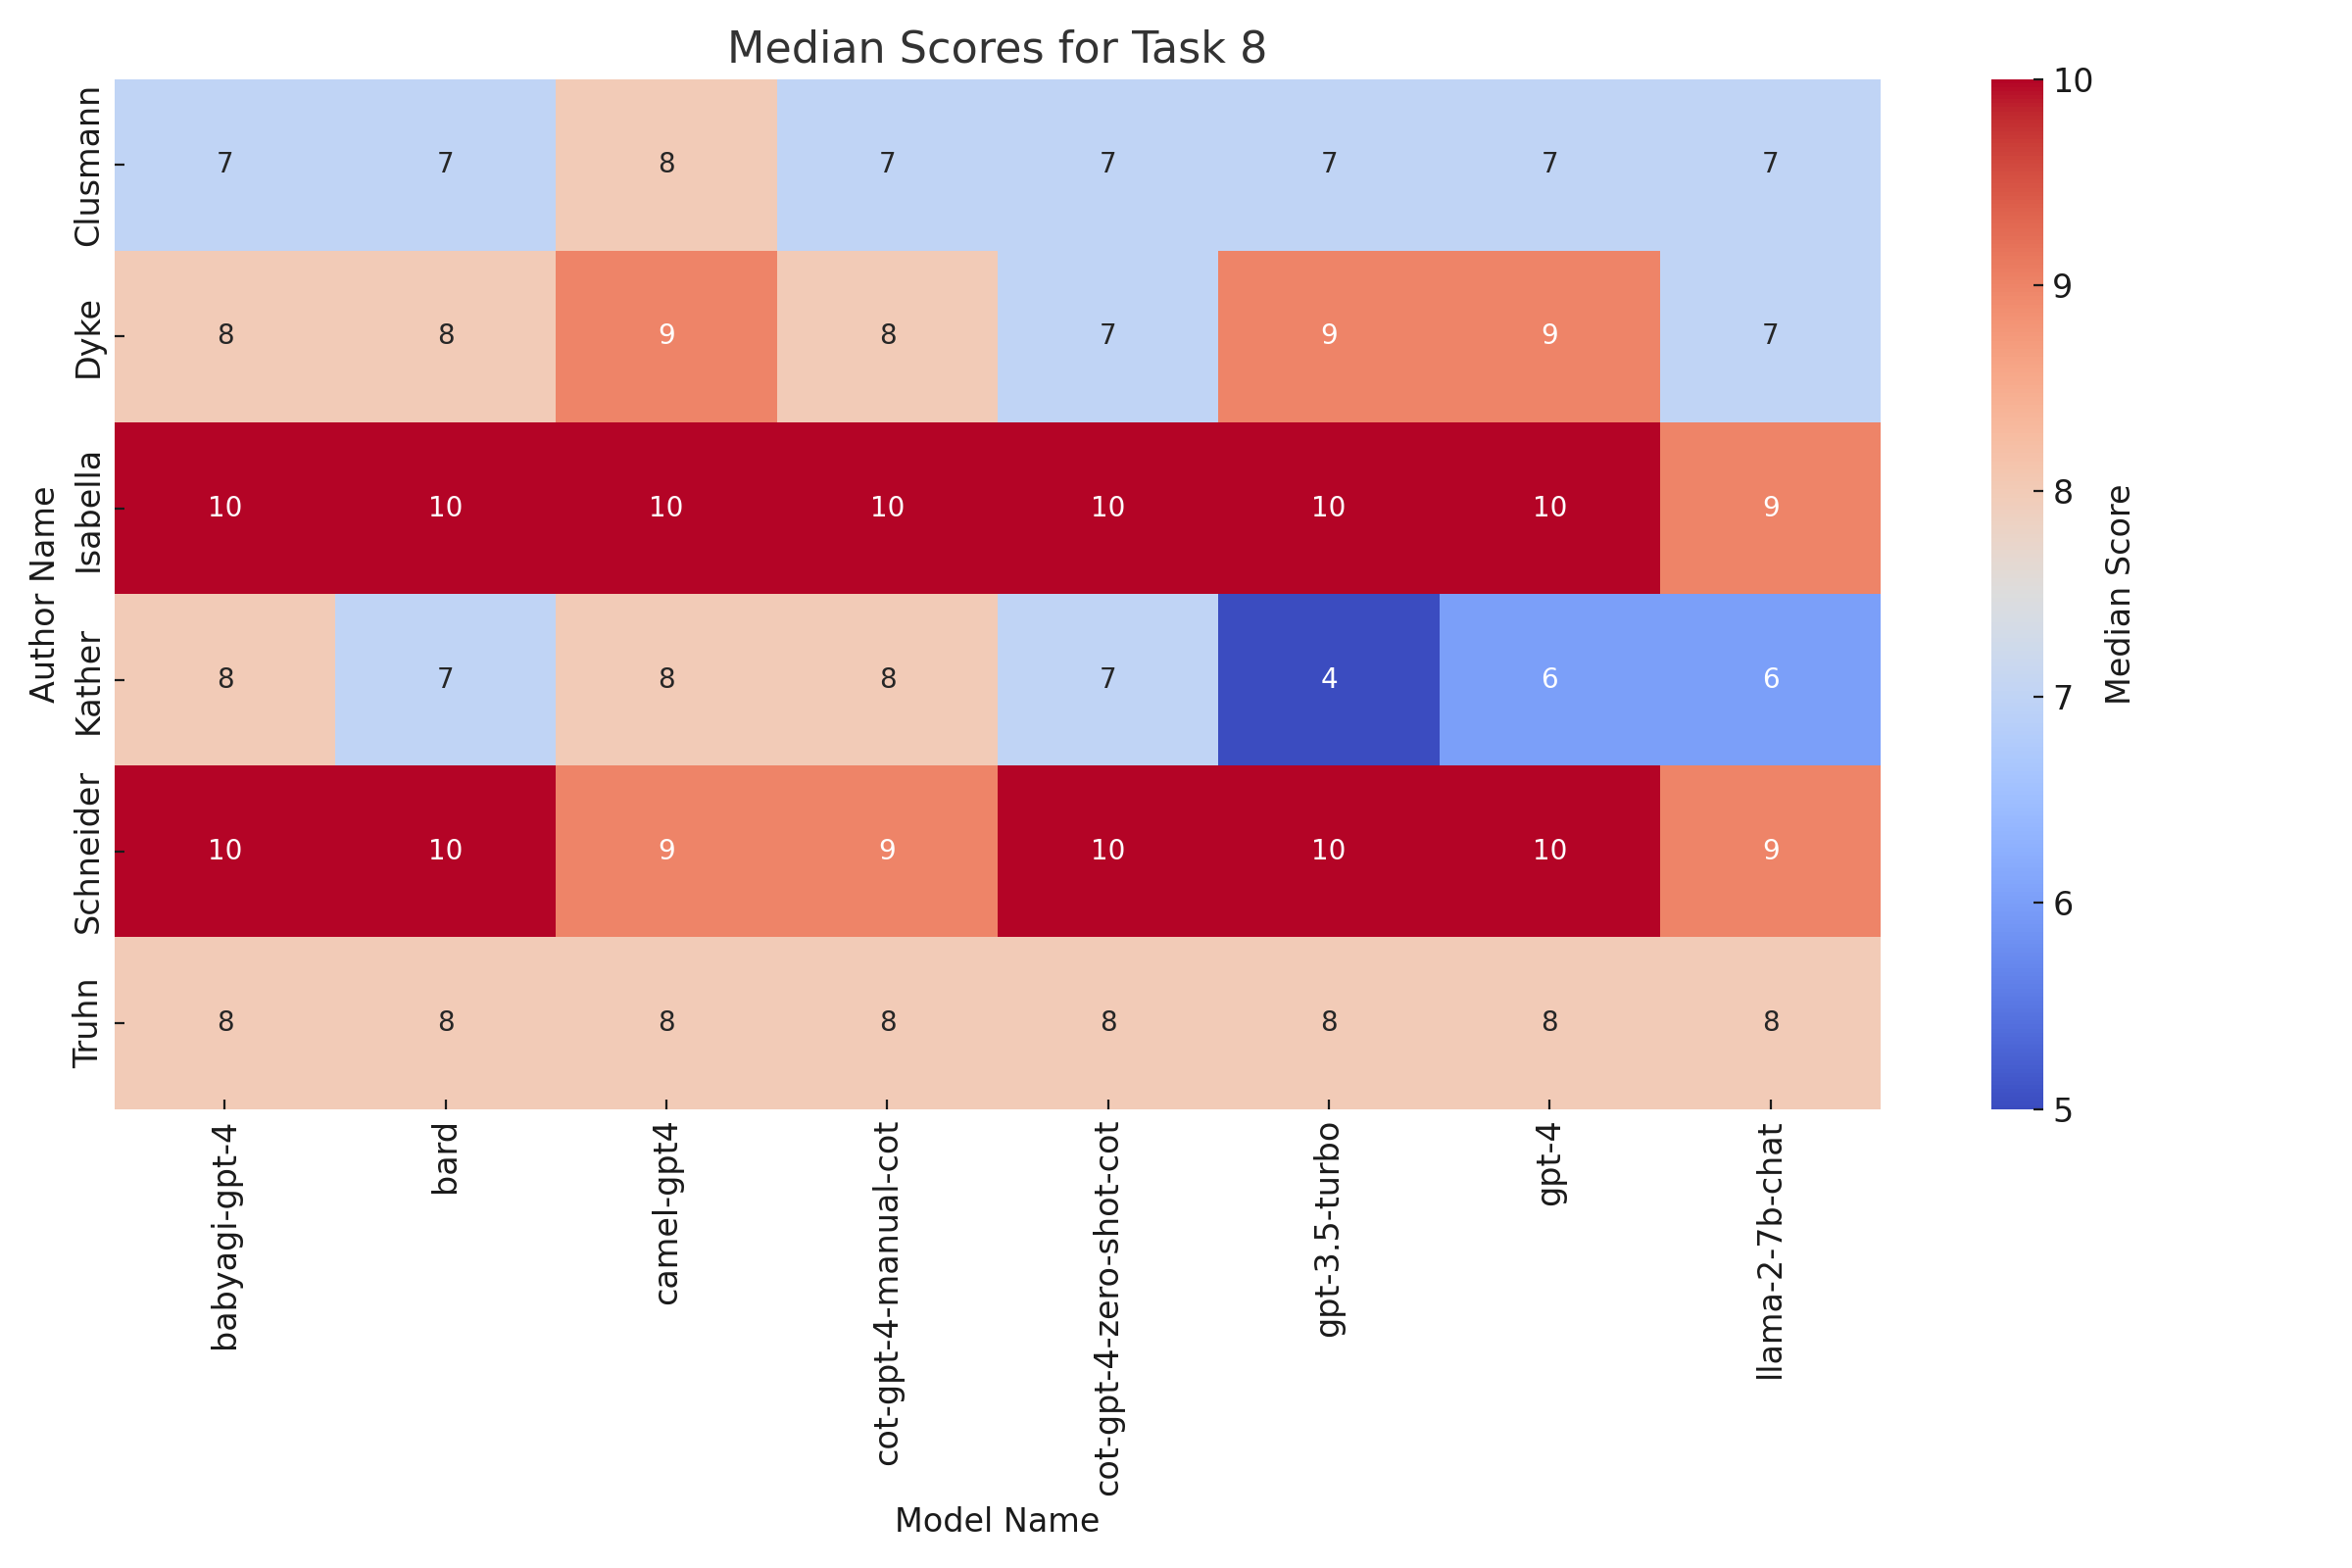 Median Scores for Task 8
Author Name
Clusmann
7 7 8 7 7 7 7 7
Dyke
8 8 9 8 7 9 9 7
Isabella
10 10 10 10 10 10 10 9
Kather
8 7 8 8 7 4 6 6
Schneider
10 10 9 9 10 10 10 9
Truhn
8 8 8 8 8 8 8 8
babyagi-gpt-4
bard
camel-gpt4
cot-gpt-4-manual-cot
cot-gpt-4-zero-shot-cot
gpt-3.5-turbo
gpt-4
llama-2-7b-chat
Model Name
10
9
8
7
6
5
Median Score